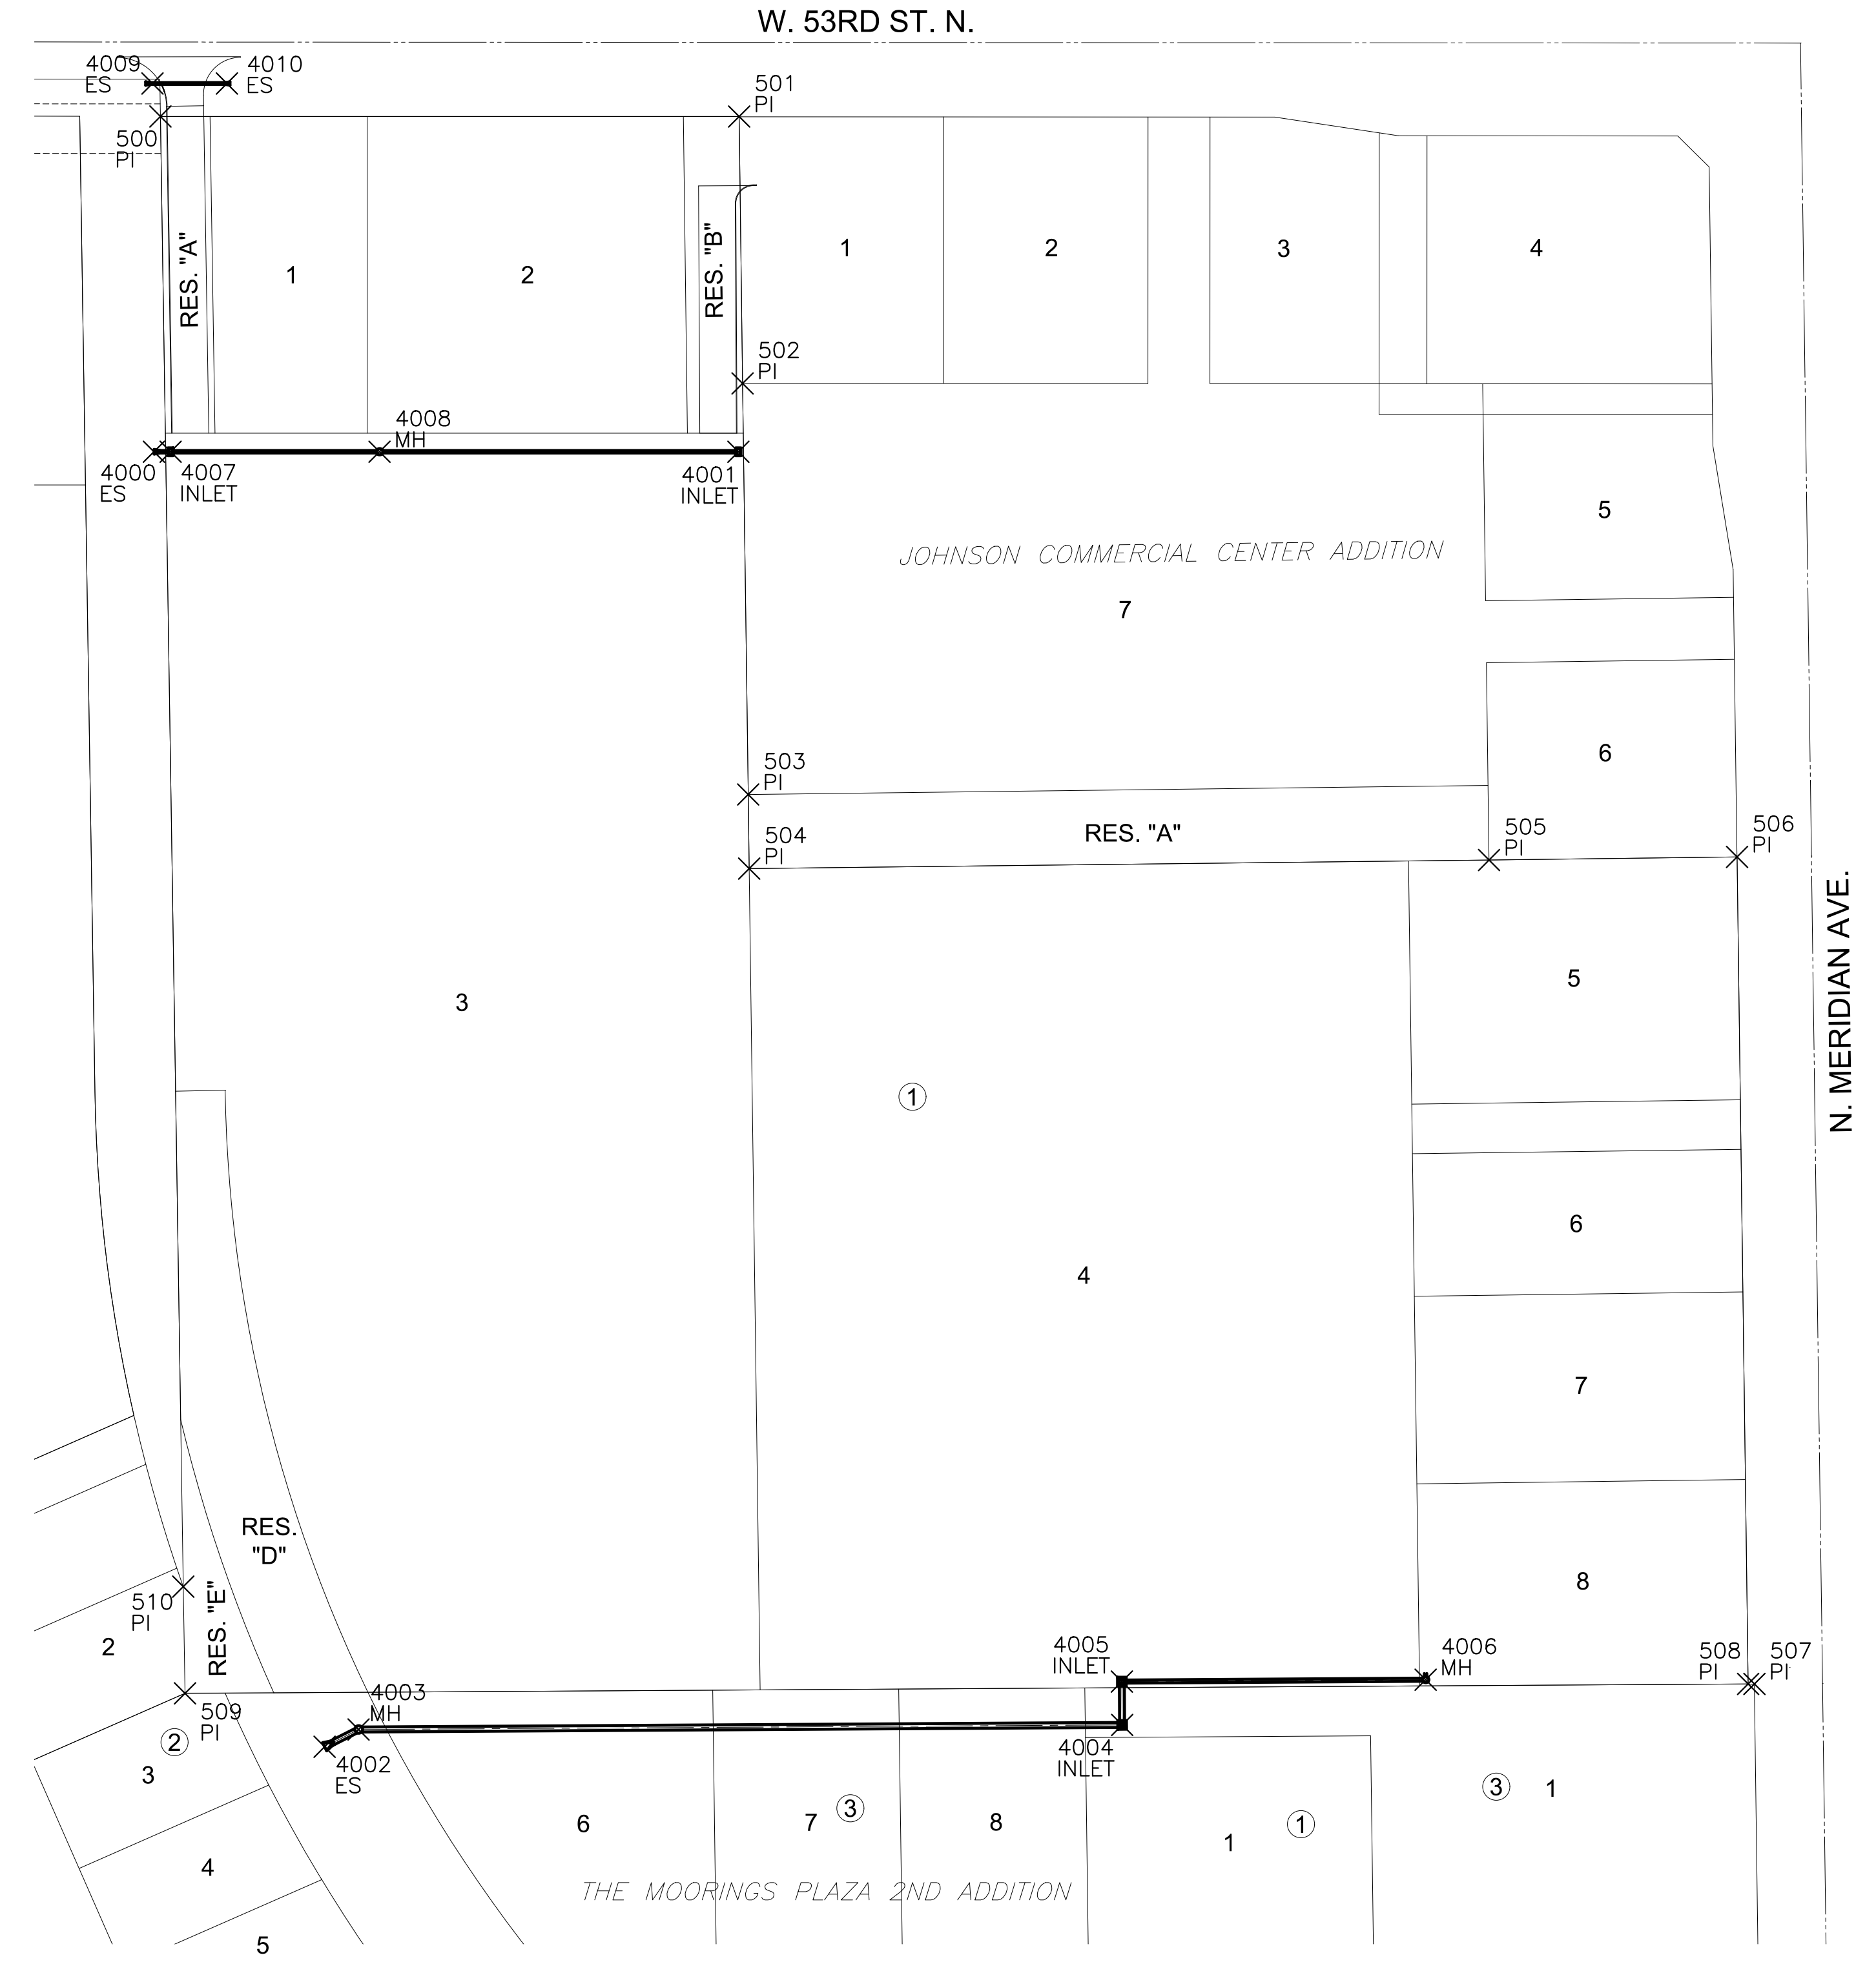 W. 53RD ST. N.
4009
ES
4010
ES
501
PI
500
PI
RES. "A"
1
2
RES. "B"
1
2
3
4
502
PI
4008
MH
4000
ES
4007
INLET
4001
INLET
5
JOHNSON COMMERCIAL CENTER ADDITION
7
503
PI
6
504
PI
RES. "A"
505
PI
506
PI
N. MERIDIAN AVE.
3
5
1
6
4
7
RES.
"D"
510
PI
RES. "E"
8
2
4005
INLET
4006
MH
508
PI
507
PI
509
PI
4003
MH
2
3
4002
ES
4004
INLET
3
1
6
7
3
8
1
1
4
THE MOORINGS PLAZA 2ND ADDITION
5